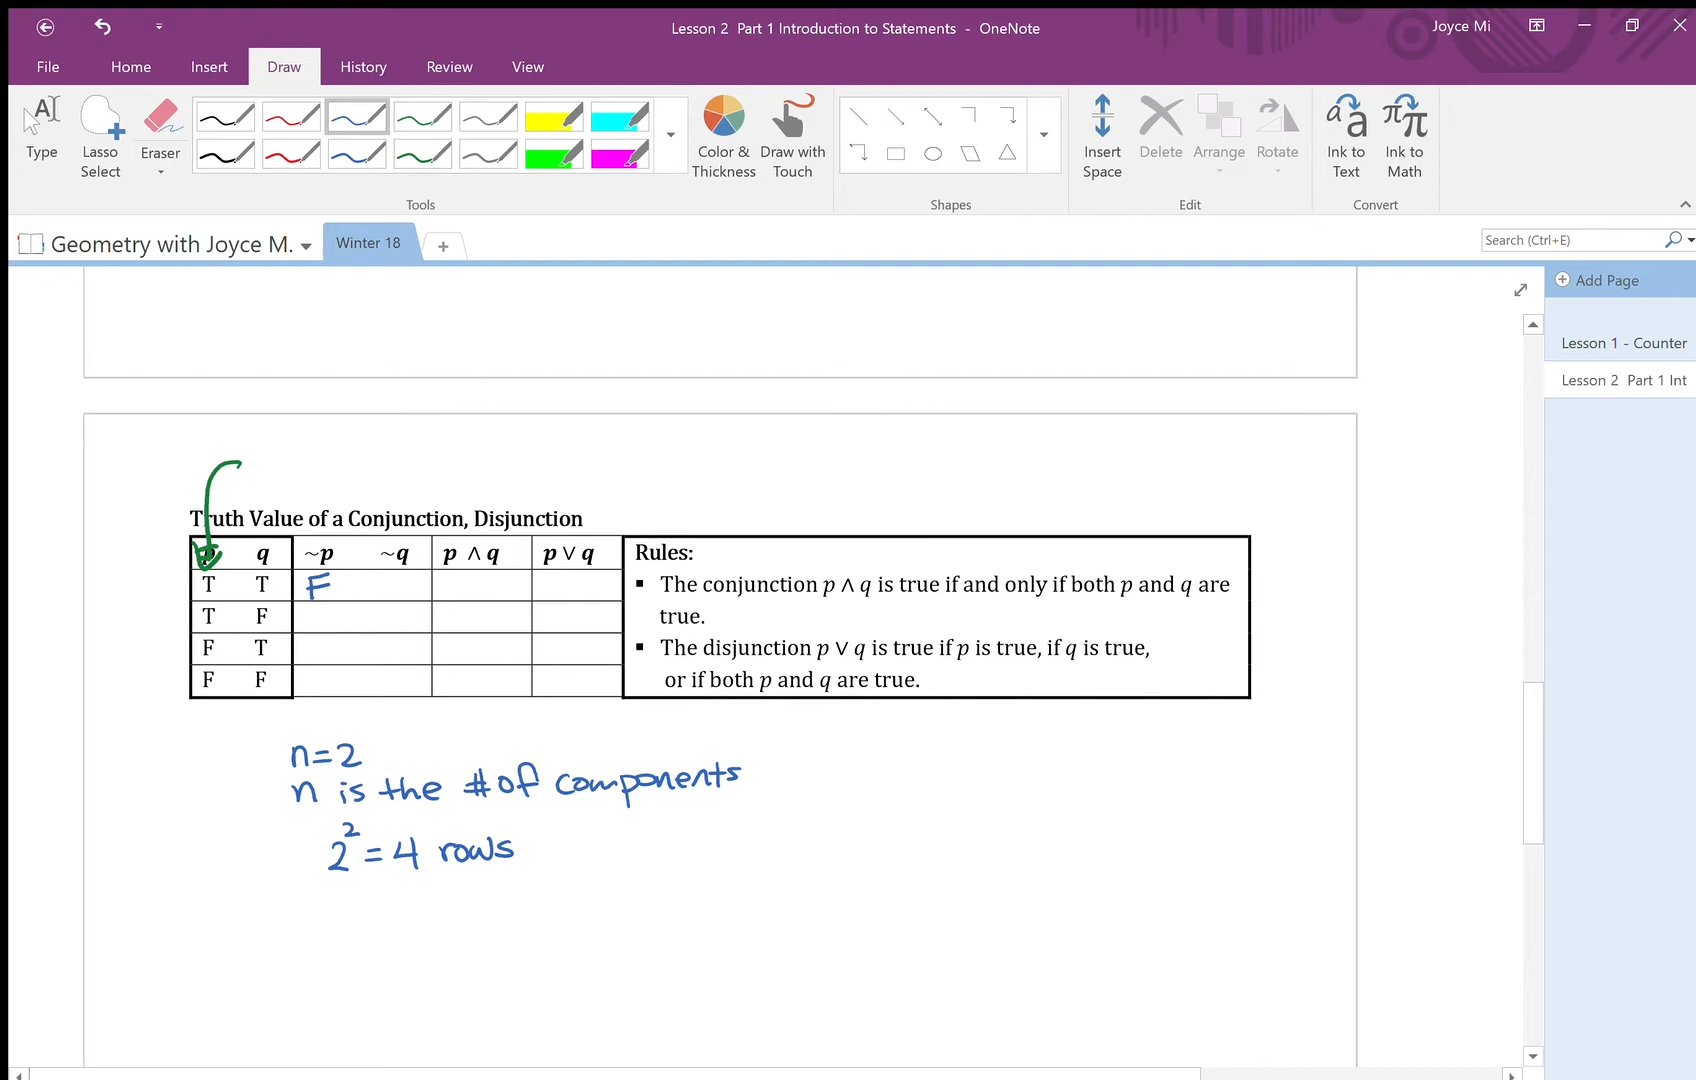 Lesson 2  Part 1 Introduction to Statements  -  OneNote
Joyce Mi
File Home Insert Draw History Review View
Type
Lasso Select
Eraser
Color & Thickness
Draw with Touch
Insert Space
Delete
Arrange
Rotate
Ink to Text
Ink to Math
Tools
Shapes
Edit
Convert
Geometry with Joyce M.
Winter 18
Search (Ctrl+E)
Add Page
Lesson 1 - Counter
Lesson 2  Part 1 Int
Truth Value of a Conjunction, Disjunction
p q ~p ~q p ∧ q p ∨ q
T T F
T F
F T
F F
Rules:
▪ The conjunction p ∧ q is true if and only if both p and q are
true.
▪ The disjunction p ∨ q is true if p is true, if q is true,
or if both p and q are true.
n=2
n is the # of components
2² = 4 rows